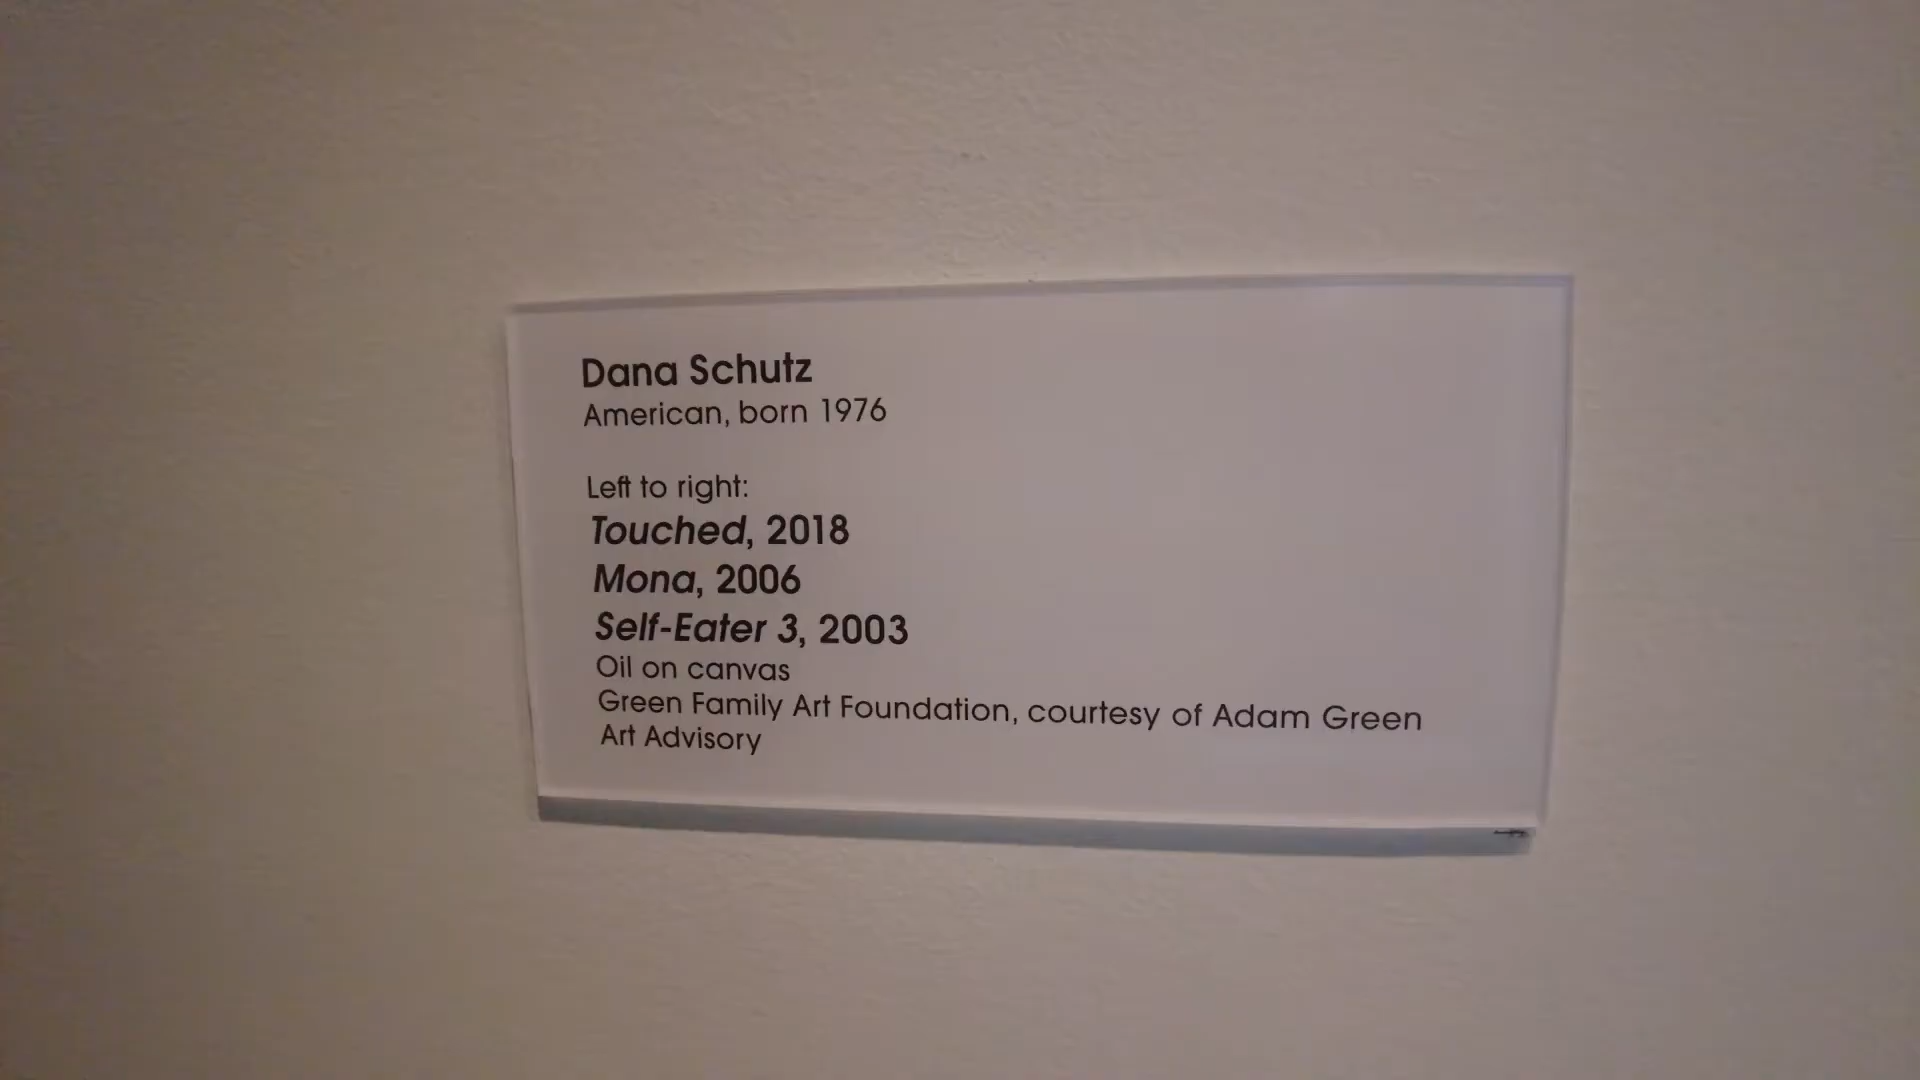 Dana Schutz
American, born 1976
Left to right:
Touched, 2018
Mona, 2006
Self-Eater 3, 2003
Oil on canvas
Green Family Art Foundation, courtesy of Adam Green
Art Advisory